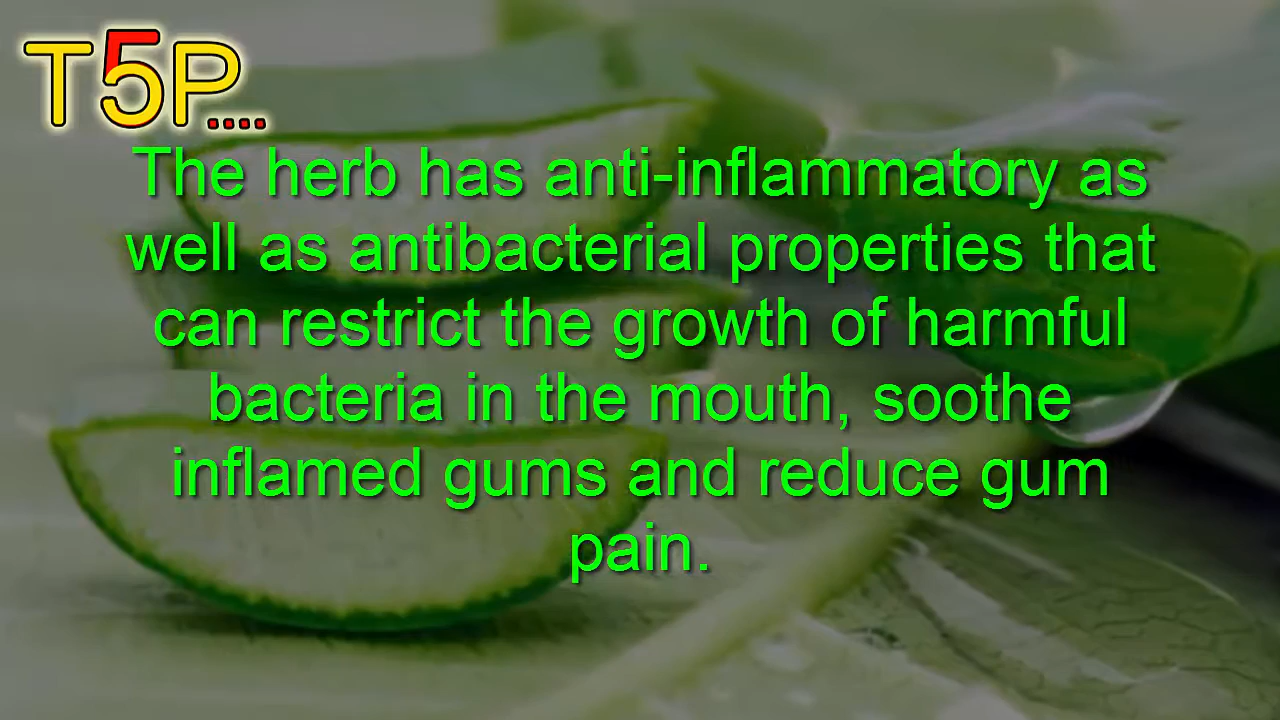 T5P....
The herb has anti-inflammatory as
well as antibacterial properties that
can restrict the growth of harmful
bacteria in the mouth, soothe
inflamed gums and reduce gum
pain.